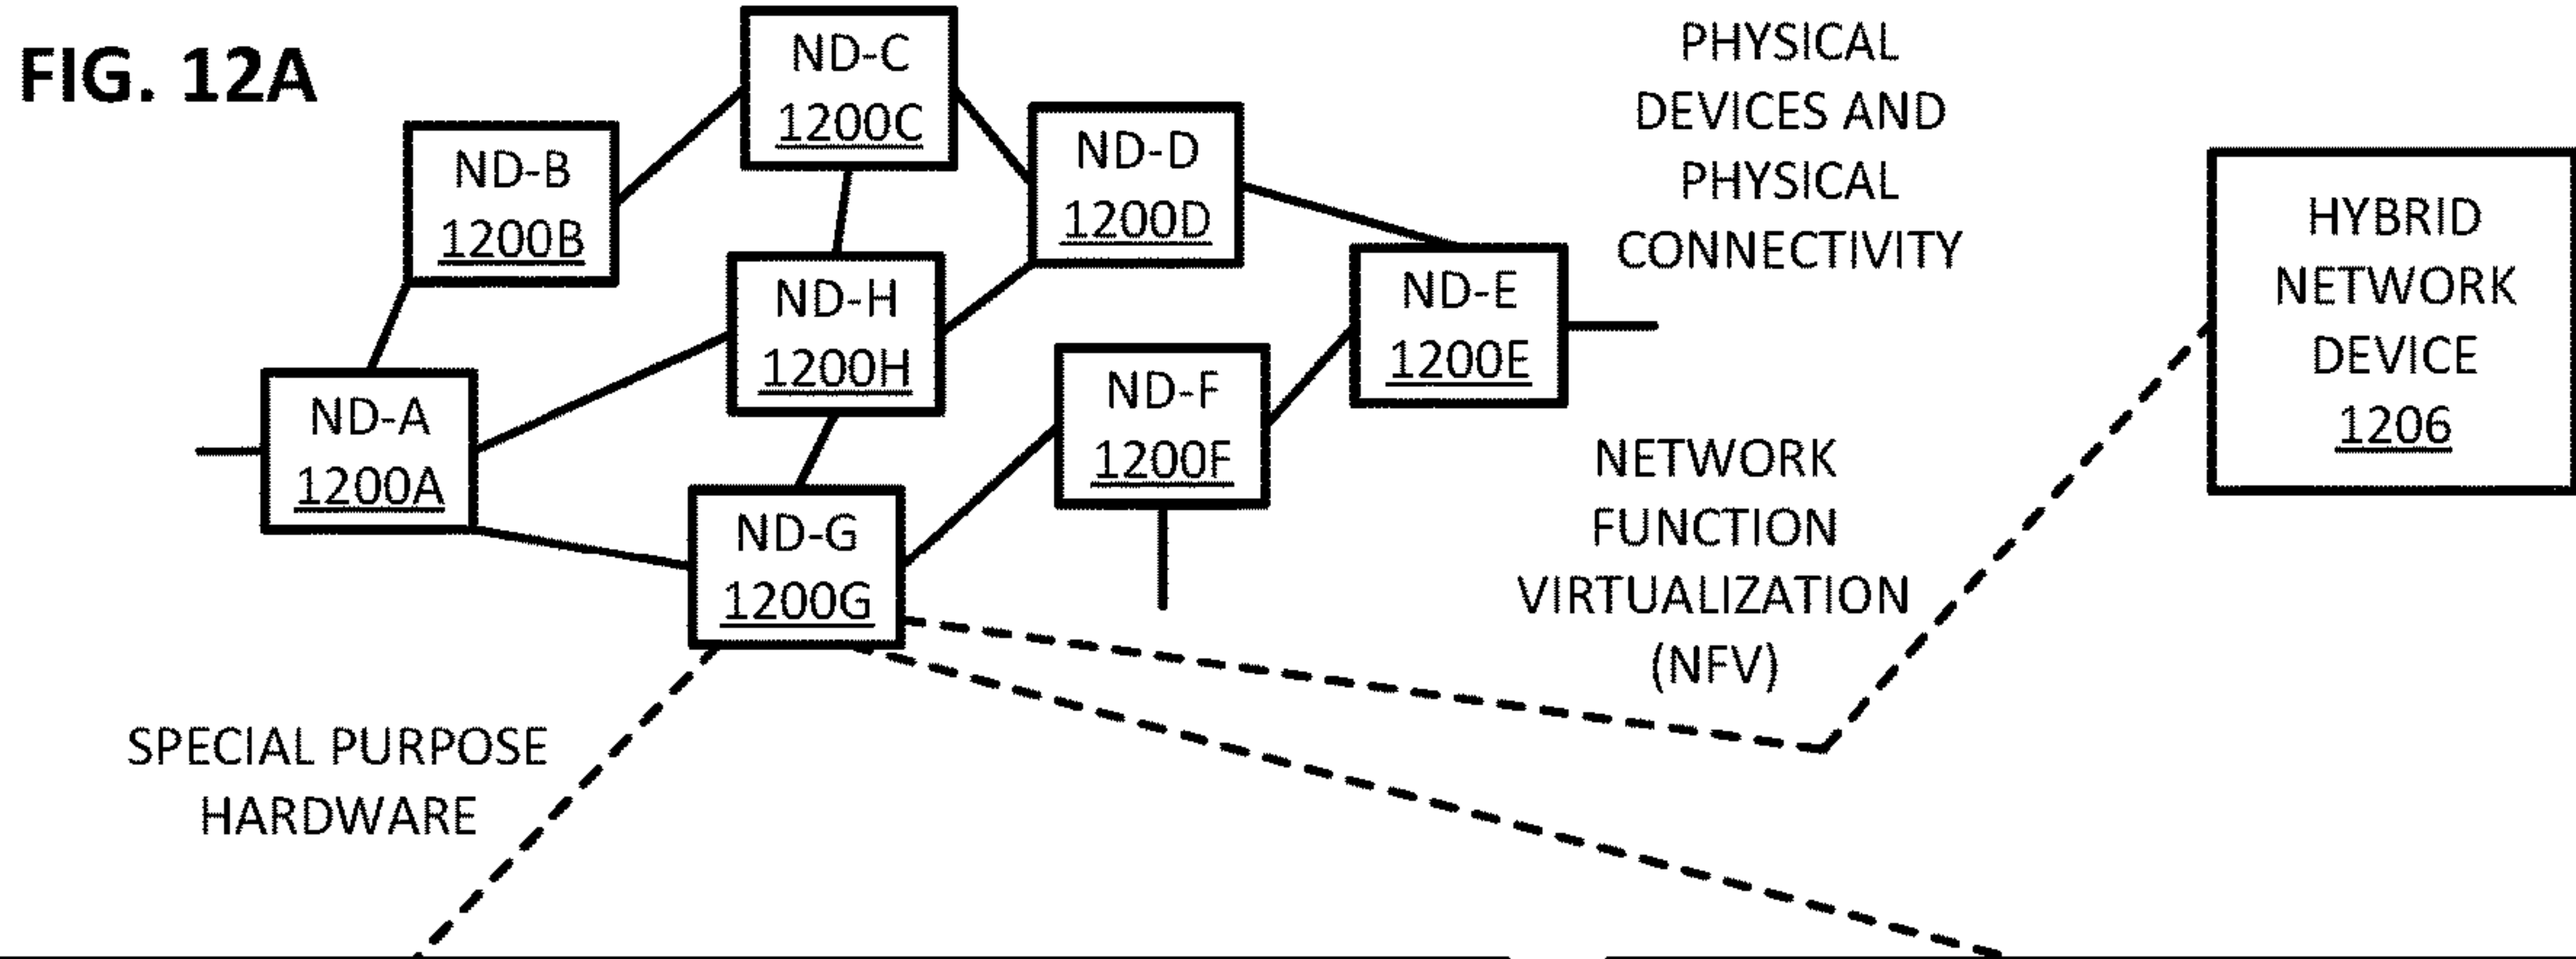 FIG. 12A
ND-C
1200C
ND-B
1200B
ND-D
1200D
ND-H
1200H
ND-E
1200E
ND-F
1200F
ND-A
1200A
ND-G
1200G
PHYSICAL
DEVICES AND
PHYSICAL
CONNECTIVITY
HYBRID
NETWORK
DEVICE
1206
NETWORK
FUNCTION
VIRTUALIZATION
(NFV)
SPECIAL PURPOSE
HARDWARE